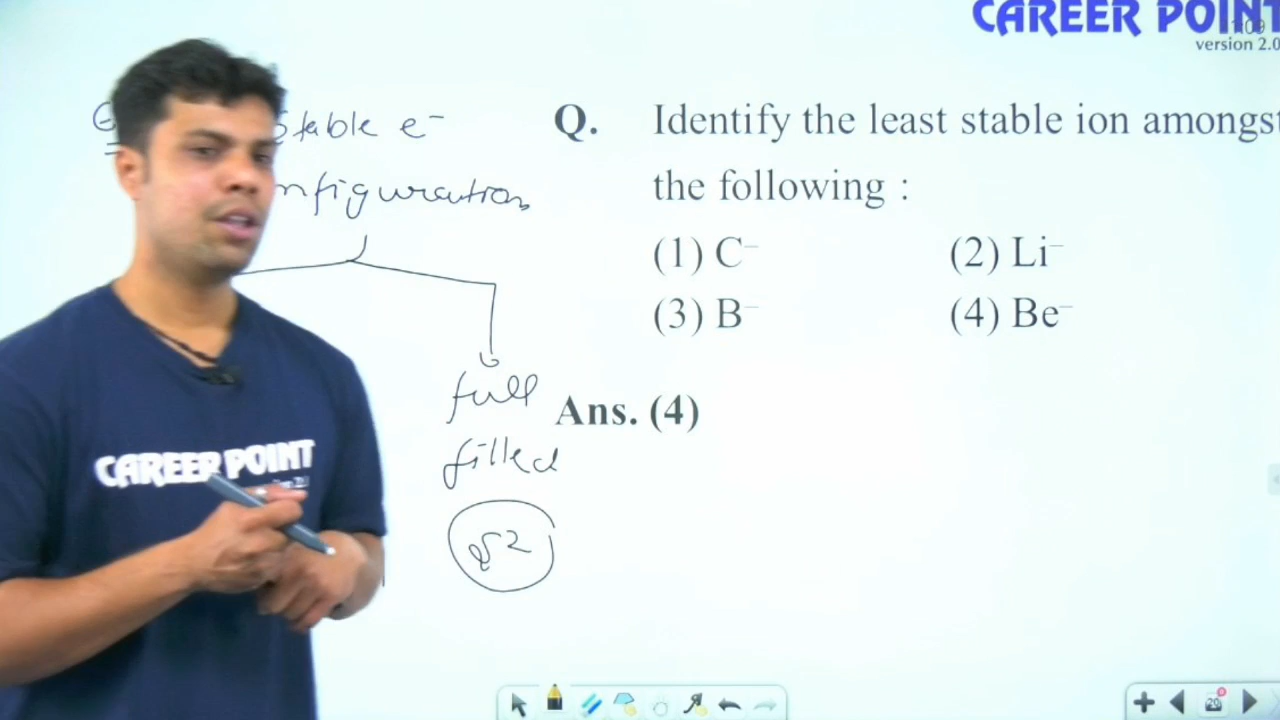 CAREER POINT
version 2.0
Stable e⁻
nfiguration
full
filled
s²
Q. Identify the least stable ion amongst
the following :
(1) C⁻ (2) Li⁻
(3) B⁻ (4) Be⁻
Ans. (4)
CAREER POINT
20